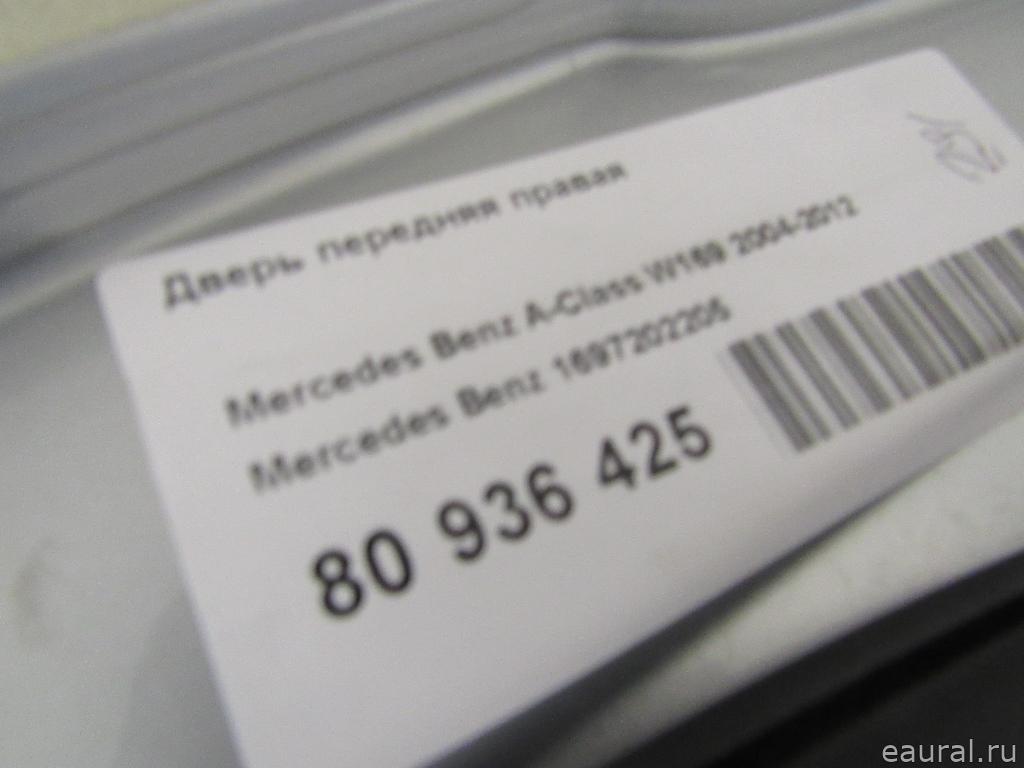 Дверь передняя правая
Mercedes Benz A-Class W169 2004-2012
Mercedes Benz 1697202205
80 936 425
eaural.ru